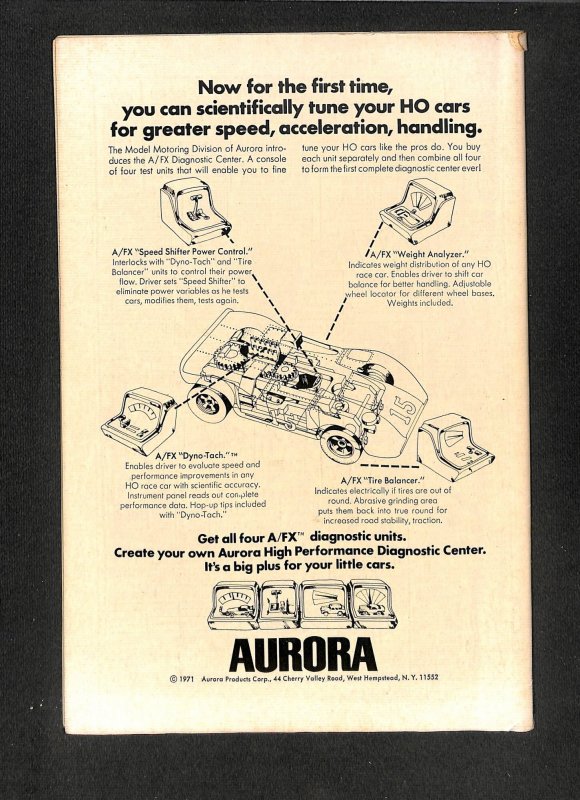 Now for the first time,
you can scientifically tune your HO cars
for greater speed, acceleration, handling.
The Model Motoring Division of Aurora intro-
duces the A/FX Diagnostic Center. A console
of four test units that will enable you to fine
tune your HO cars like the pros do. You buy
each unit separately and then combine all four
to form the first complete diagnostic center ever!
A/FX "Speed Shifter Power Control."
Interlocks with "Dyno-Tach" and "Tire
Balancer" units to control their power
flow. Driver sets "Speed Shifter" to
eliminate power variables as he tests
cars, modifies them, tests again.
A/FX "Weight Analyzer."
Indicates weight distribution of any HO
race car. Enables driver to shift car
balance for better handling. Adjustable
wheel locator for different wheel bases.
Weights included.
15
A/FX "Dyno-Tach."™
Enables driver to evaluate speed and
performance improvements in any
HO race car with scientific accuracy.
Instrument panel reads out complete
performance data. Hop-up tips included
with "Dyno-Tach."
A/FX "Tire Balancer."
Indicates electrically if tires are out of
round. Abrasive grinding area
puts them back into true round for
increased road stability, traction.
Get all four A/FX™ diagnostic units.
Create your own Aurora High Performance Diagnostic Center.
It's a big plus for your little cars.
AURORA
© 1971 Aurora Products Corp., 44 Cherry Valley Road, West Hempstead, N. Y. 11552